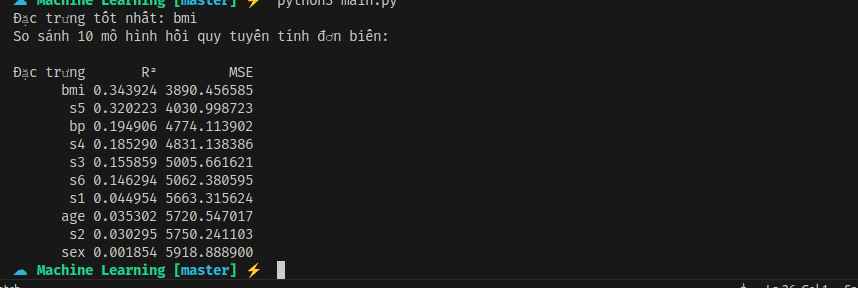 ☁ Machine Learning [master] ⚡ python3 main.py
Đặc trưng tốt nhất: bmi
So sánh 10 mô hình hồi quy tuyến tính đơn biến:
Đặc trưng R² MSE
bmi 0.343924 3890.456585
s5 0.320223 4030.998723
bp 0.194906 4774.113902
s4 0.185290 4831.138386
s3 0.155859 5005.661621
s6 0.146294 5062.380595
s1 0.044954 5663.315624
age 0.035302 5720.547017
s2 0.030295 5750.241103
sex 0.001854 5918.888900
☁ Machine Learning [master] ⚡